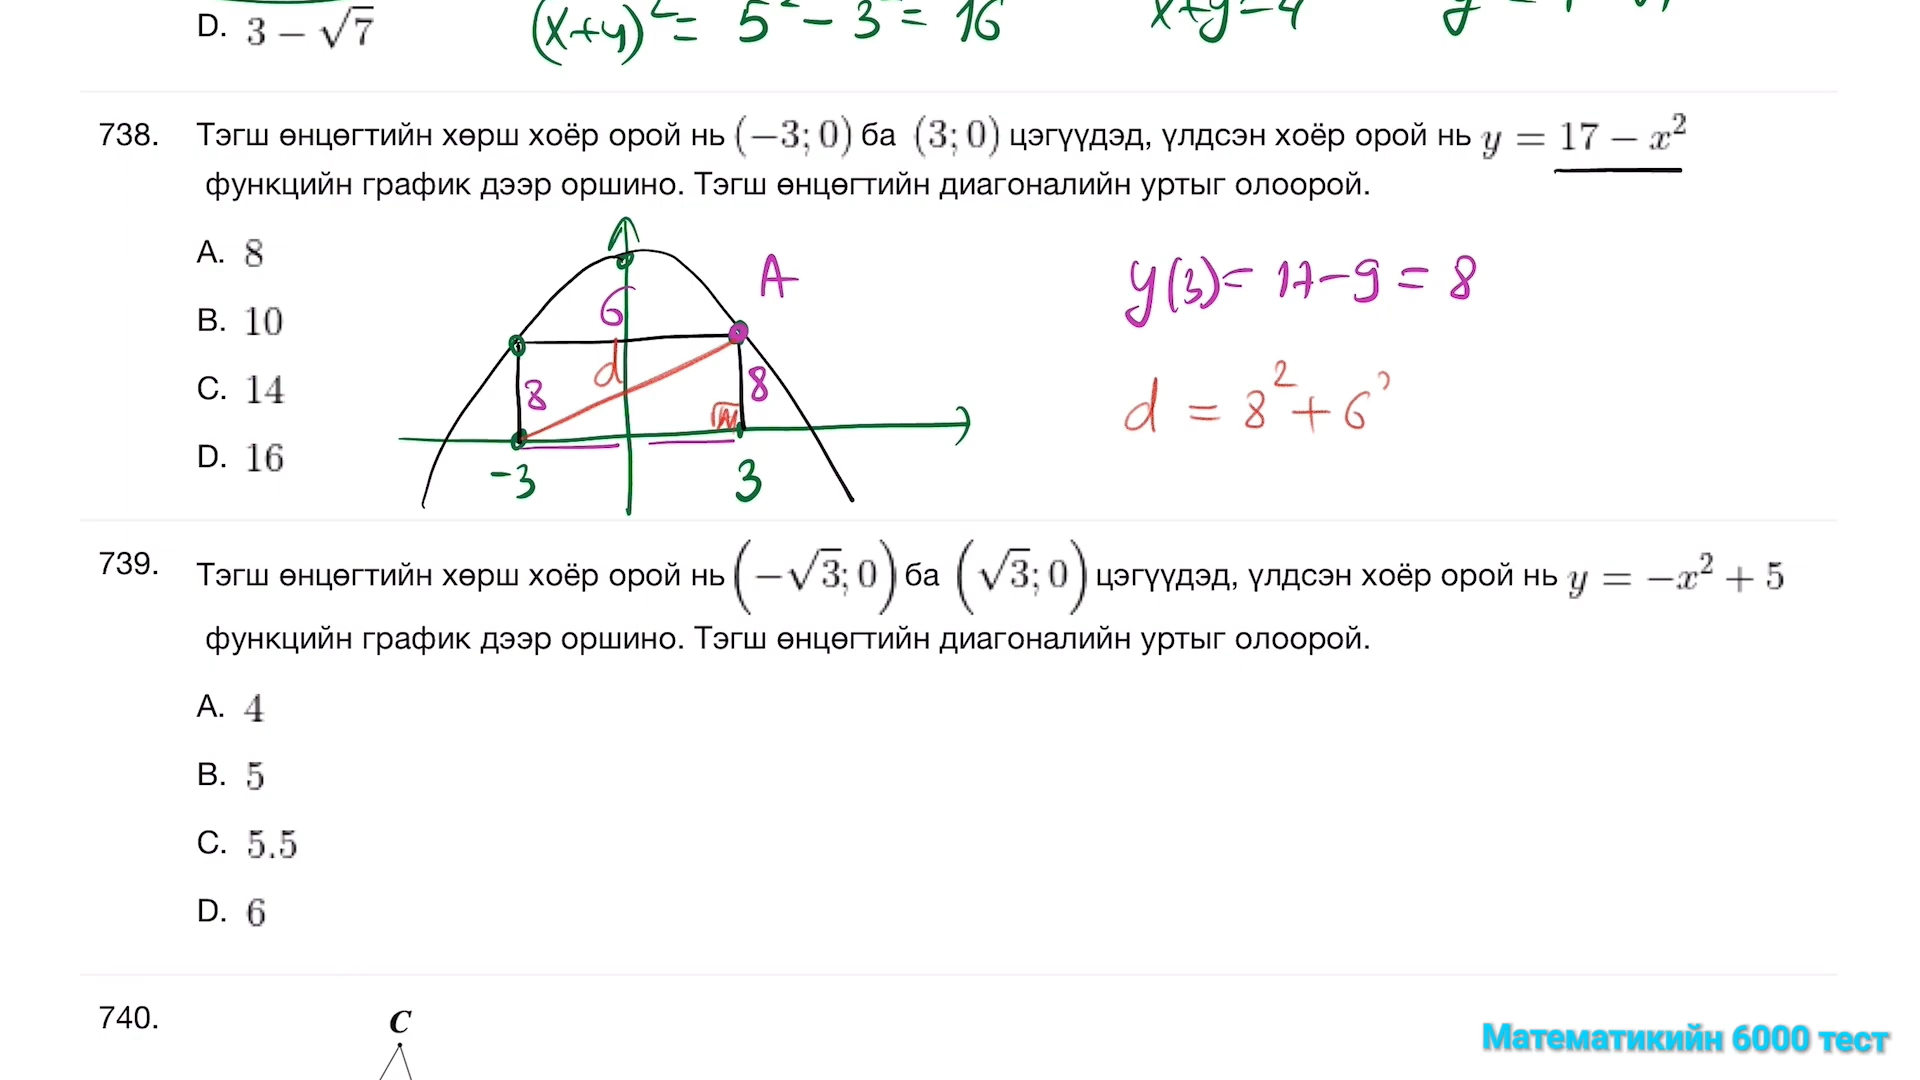 D. 3 − √7
(x+y)² = 5² − 3 = 16
x+y=4
738. Тэгш өнцөгтийн хөрш хоёр орой нь (−3; 0) ба (3; 0) цэгүүдэд, үлдсэн хоёр орой нь y = 17 − x²
функцийн график дээр оршино. Тэгш өнцөгтийн диагоналийн уртыг олоорой.
A. 8
B. 10
C. 14
D. 16
A
6
d
8
8
-3
3
y(3)= 17-9 = 8
d = 8²+6²
739. Тэгш өнцөгтийн хөрш хоёр орой нь (−√3; 0) ба (√3; 0) цэгүүдэд, үлдсэн хоёр орой нь y = −x² + 5
функцийн график дээр оршино. Тэгш өнцөгтийн диагоналийн уртыг олоорой.
A. 4
B. 5
C. 5.5
D. 6
740.
C
Математикийн 6000 тест